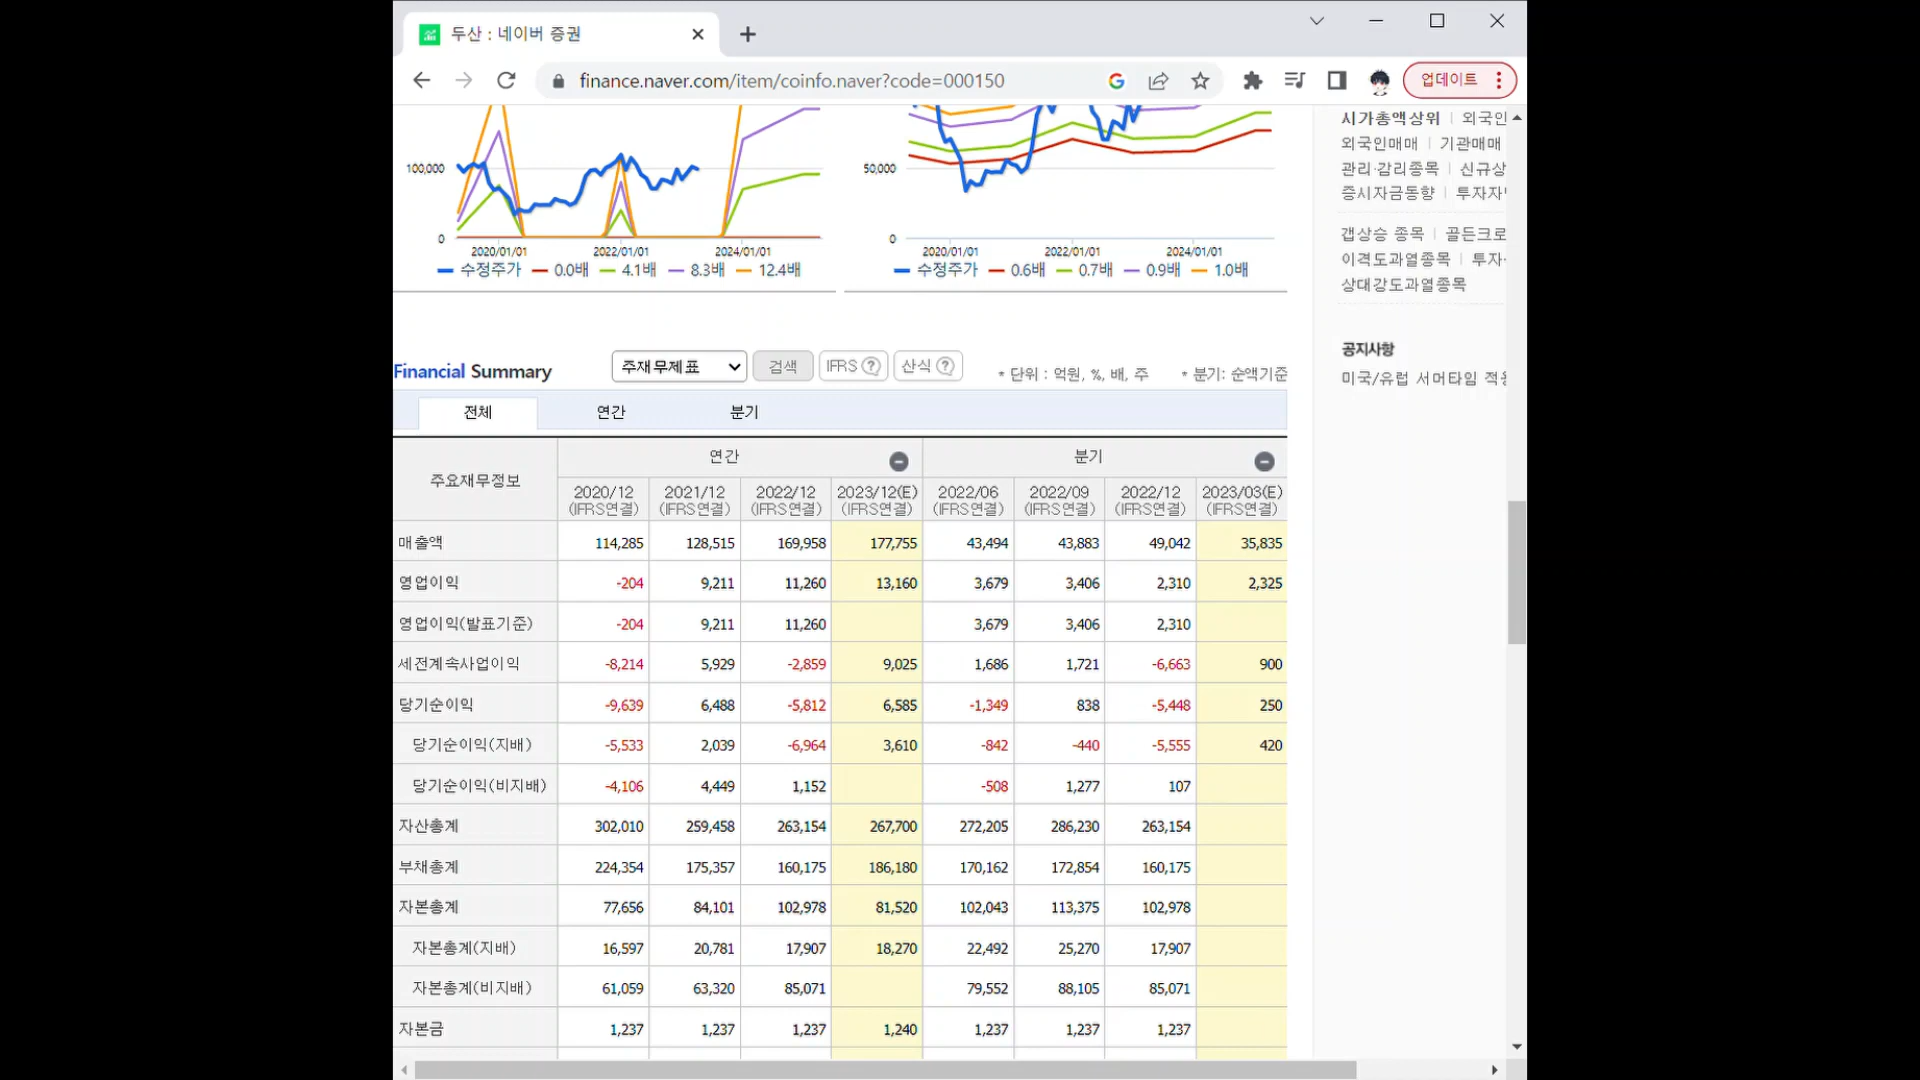 두산 : 네이버 증권
finance.naver.com/item/coinfo.naver?code=000150
업데이트
100,000
0
2020/01/01 2022/01/01 2024/01/01
수정주가 0.0배 4.1배 8.3배 12.4배
50,000
0
2020/01/01 2022/01/01 2024/01/01
수정주가 0.6배 0.7배 0.9배 1.0배
시가총액상위 외국인
외국인매매 기관매매
관리·감리종목 신규상
증시자금동향 투자자
갭상승 종목 골든크로
이격도과열종목 투자
상대강도과열종목
공지사항
미국/유럽 서머타임 적용
Financial Summary 주재무제표 검색 IFRS ? 산식 ? * 단위 : 억원, %, 배, 주 * 분기: 순액기준
전체 연간 분기
주요재무정보 연간 분기
2020/12 2021/12 2022/12 2023/12(E) 2022/06 2022/09 2022/12 2023/03(E)
(IFRS연결) (IFRS연결) (IFRS연결) (IFRS연결) (IFRS연결) (IFRS연결) (IFRS연결) (IFRS연결)
매출액 114,285 128,515 169,958 177,755 43,494 43,883 49,042 35,835
영업이익 -204 9,211 11,260 13,160 3,679 3,406 2,310 2,325
영업이익(발표기준) -204 9,211 11,260 3,679 3,406 2,310
세전계속사업이익 -8,214 5,929 -2,859 9,025 1,686 1,721 -6,663 900
당기순이익 -9,639 6,488 -5,812 6,585 -1,349 838 -5,448 250
당기순이익(지배) -5,533 2,039 -6,964 3,610 -842 -440 -5,555 420
당기순이익(비지배) -4,106 4,449 1,152 -508 1,277 107
자산총계 302,010 259,458 263,154 267,700 272,205 286,230 263,154
부채총계 224,354 175,357 160,175 186,180 170,162 172,854 160,175
자본총계 77,656 84,101 102,978 81,520 102,043 113,375 102,978
자본총계(지배) 16,597 20,781 17,907 18,270 22,492 25,270 17,907
자본총계(비지배) 61,059 63,320 85,071 79,552 88,105 85,071
자본금 1,237 1,237 1,237 1,240 1,237 1,237 1,237